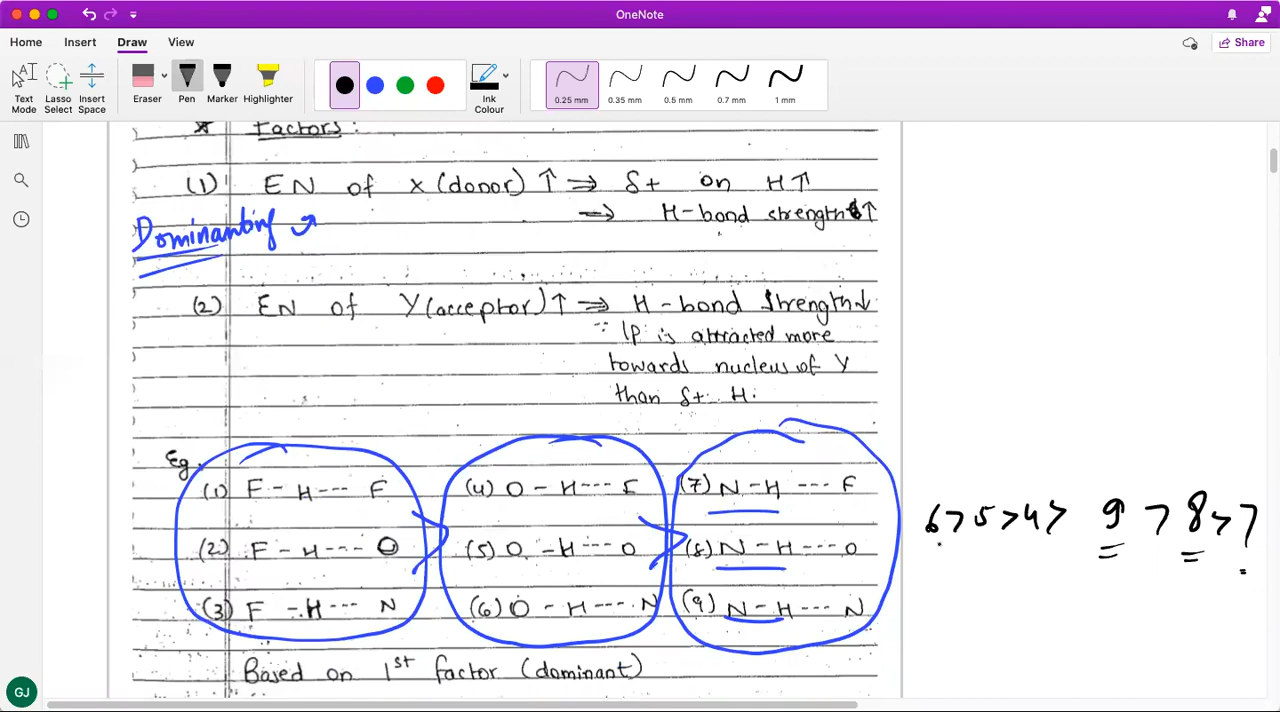 OneNote
Home Insert Draw View
Share
Text Mode
Lasso Select
Insert Space
Eraser
Pen
Marker
Highlighter
Ink Colour
0.25 mm
0.35 mm
0.5 mm
0.7 mm
1 mm
* Factors:
(1) EN of X (donor) ↑ ⇒ δ+ on H↑
⇒ H-bond strength ↑
Dominanting
(2) EN of Y (acceptor) ↑ ⇒ H-bond strength↓
∵ lp is attracted more
towards nucleus of Y
than δ+ H.
Eg.
(1) F - H --- F (4) O - H --- F (7) N - H --- F
(2) F - H --- O (5) O - H --- O (8) N - H --- O
(3) F - H --- N (6) O - H --- N (9) N - H --- N
6 > 5 > 4 > 9 > 8 > 7
Based on 1st factor (dominant)
GJ